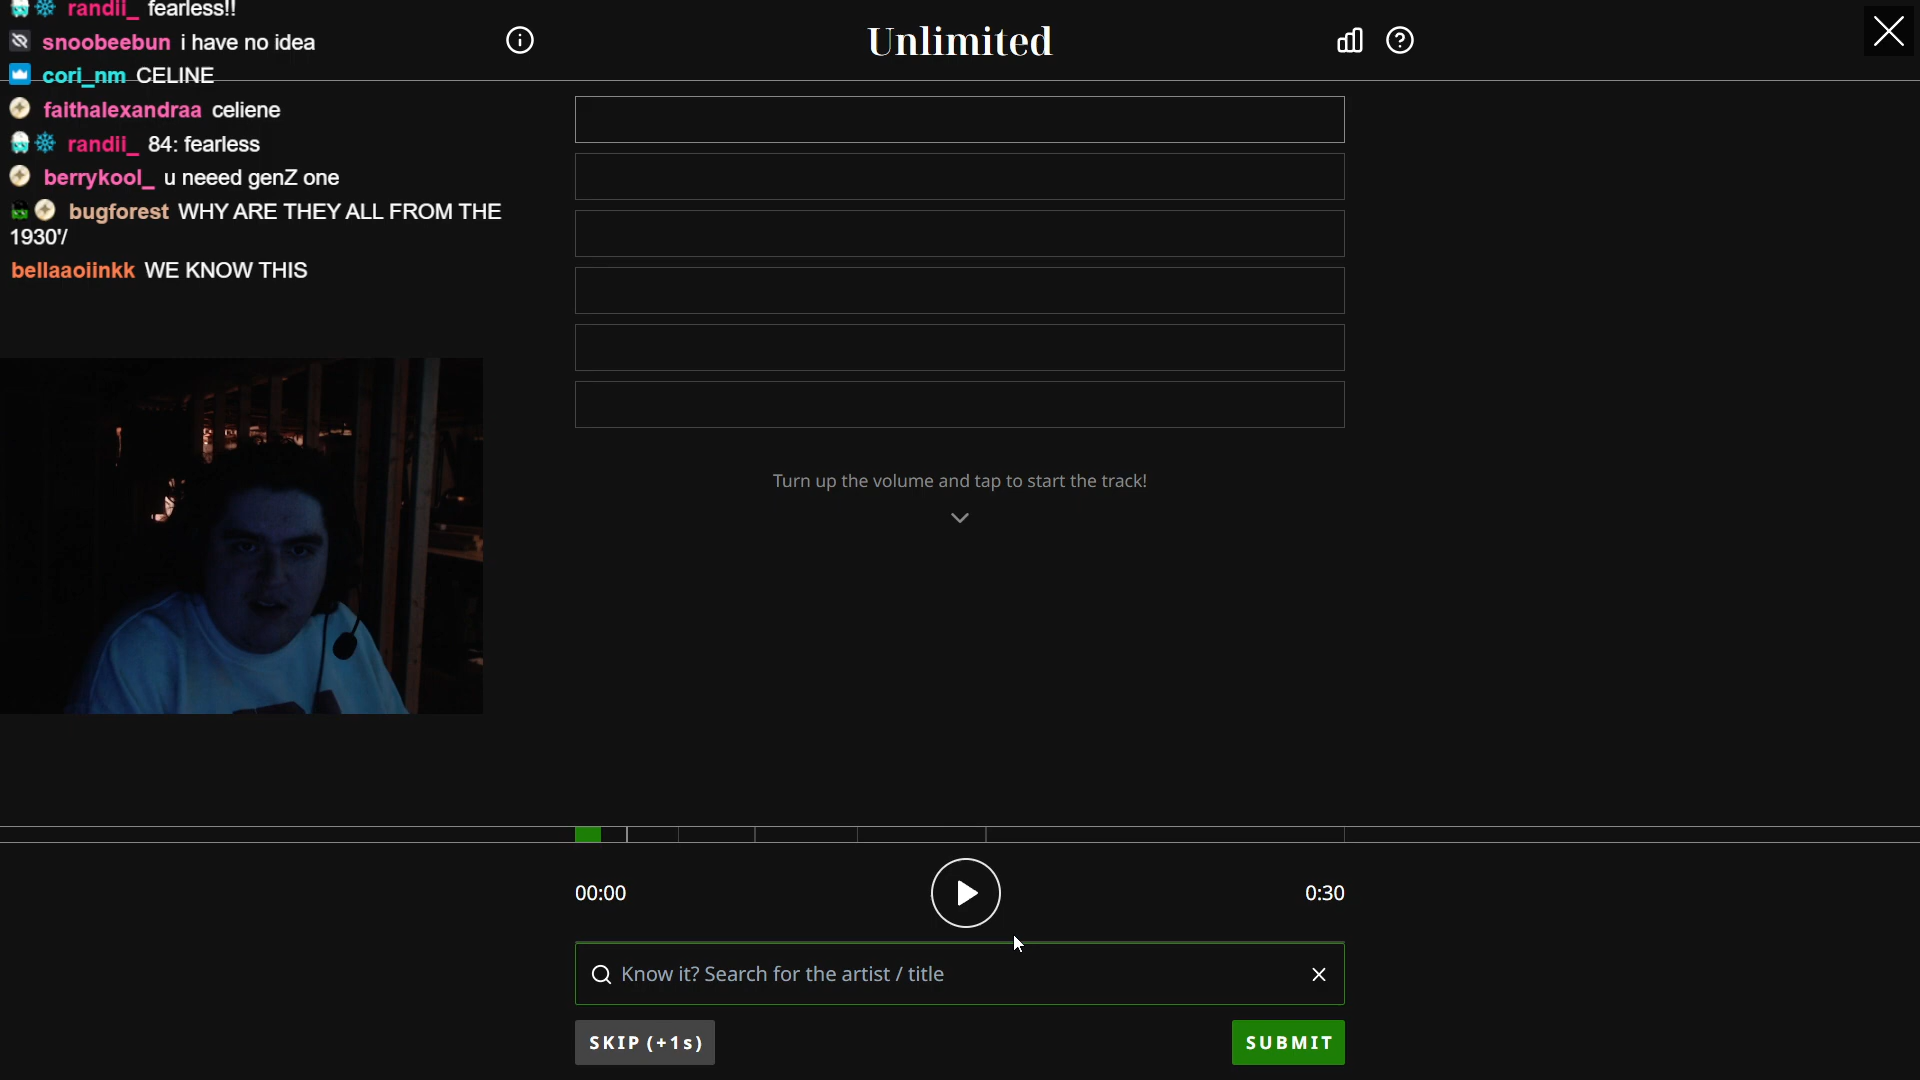 randii_ fearless!!
snoobeebun i have no idea
cori_nm CELINE
faithalexandraa celiene
randii_ 84: fearless
berrykool_ u neeed genZ one
bugforest WHY ARE THEY ALL FROM THE
1930'/
bellaaoiinkk WE KNOW THIS
Unlimited
Turn up the volume and tap to start the track!
00:00
0:30
Know it? Search for the artist / title
SKIP (+1s)
SUBMIT